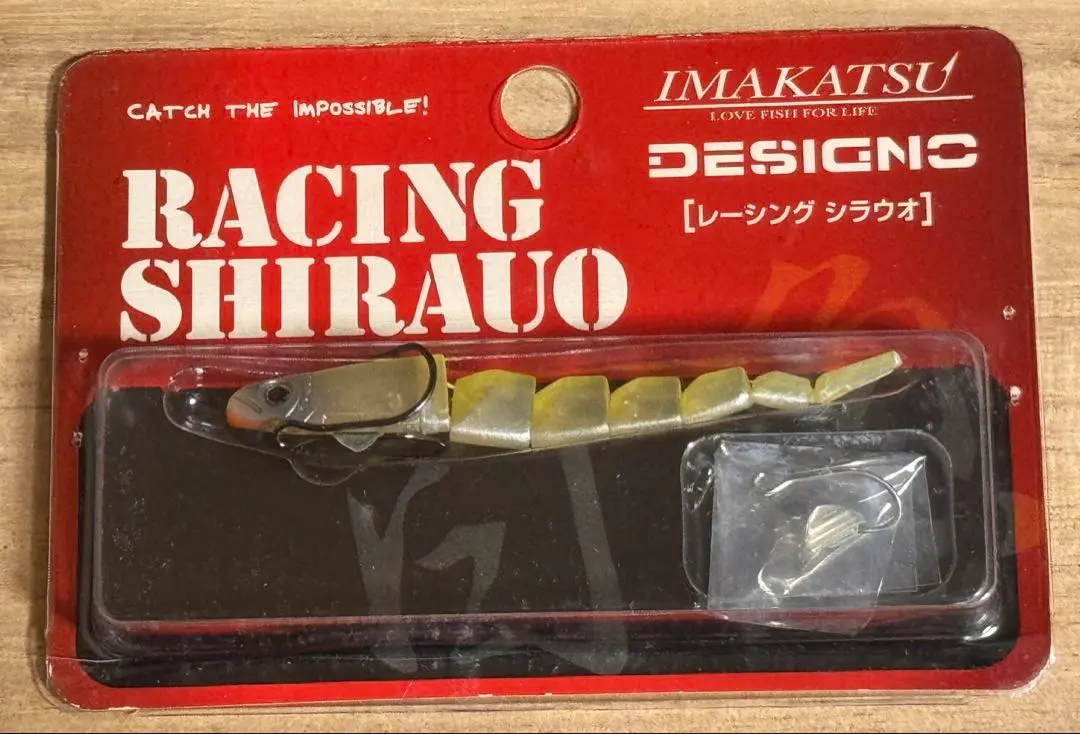 CATCH THE IMPOSSIBLE!
IMAKATSU
LOVE FISH FOR LIFE
DESIGNO
[レーシング シラウオ]
RACING
SHIRAUO